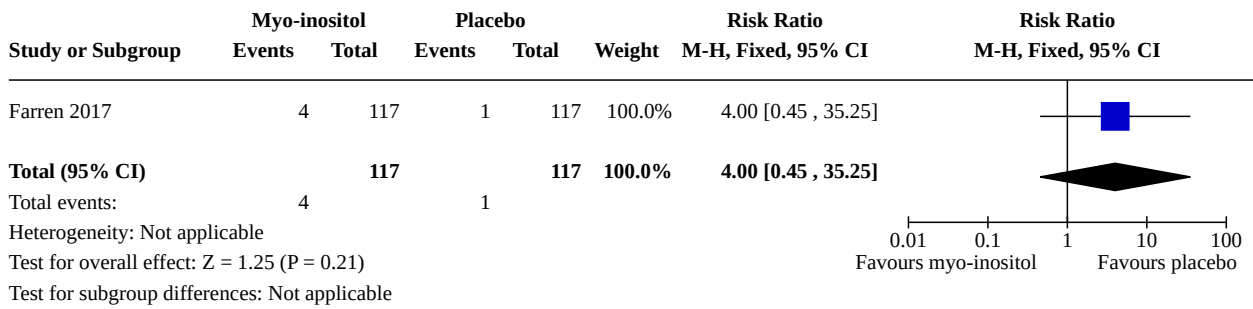 Myo-inositol Placebo Risk Ratio Risk Ratio
Study or Subgroup Events Total Events Total Weight M-H, Fixed, 95% CI M-H, Fixed, 95% CI
Farren 2017 4 117 1 117 100.0% 4.00 [0.45 , 35.25]
Total (95% CI) 117 117 100.0% 4.00 [0.45 , 35.25]
Total events: 4 1
Heterogeneity: Not applicable
0.01 0.1 1 10 100
Test for overall effect: Z = 1.25 (P = 0.21) Favours myo-inositol Favours placebo
Test for subgroup differences: Not applicable